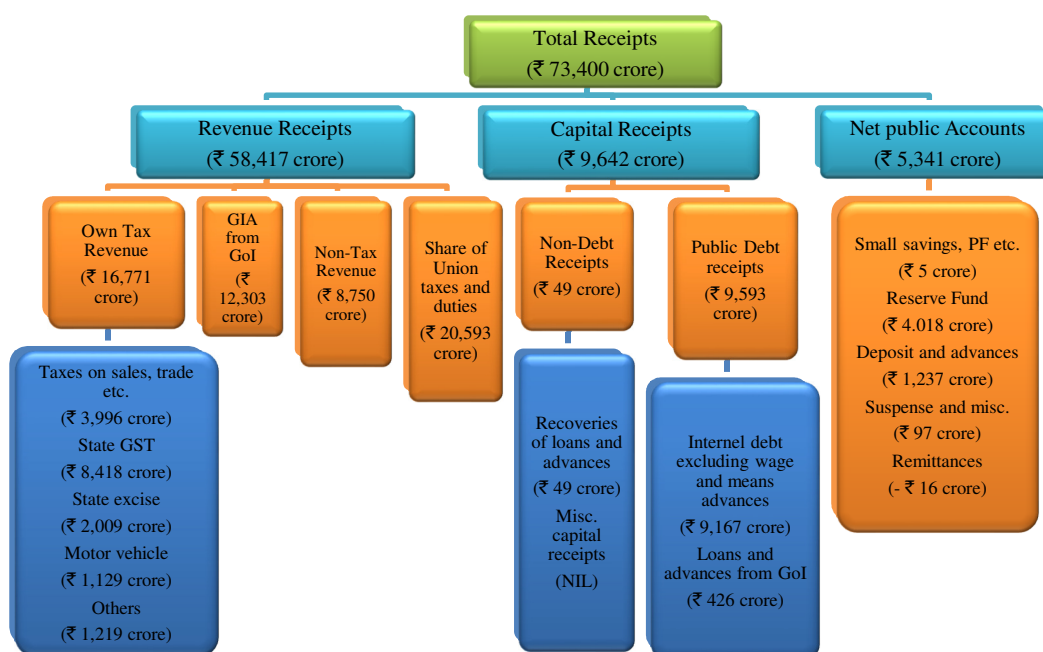 Total Receipts
(₹ 73,400 crore)
Revenue Receipts
(₹ 58,417 crore)
Capital Receipts
(₹ 9,642 crore)
Net public Accounts
(₹ 5,341 crore)
Own Tax
Revenue
(₹ 16,771
crore)
GIA
from
GoI
(₹
12,303
crore)
Non-Tax
Revenue
(₹ 8,750
crore)
Share of
Union
taxes and
duties
(₹ 20,593
crore)
Non-Debt
Receipts
(₹ 49 crore)
Public Debt
receipts
(₹ 9,593
crore)
Small savings, PF etc.
(₹ 5 crore)
Reserve Fund
(₹ 4.018 crore)
Deposit and advances
(₹ 1,237 crore)
Suspense and misc.
(₹ 97 crore)
Remittances
(- ₹ 16 crore)
Taxes on sales, trade
etc.
(₹ 3,996 crore)
State GST
(₹ 8,418 crore)
State excise
(₹ 2,009 crore)
Motor vehicle
(₹ 1,129 crore)
Others
(₹ 1,219 crore)
Recoveries
of loans and
advances
(₹ 49 crore)
Misc.
capital
receipts
(NIL)
Internel debt
excluding wage
and means
advances
(₹ 9,167 crore)
Loans and
advances from GoI
(₹ 426 crore)